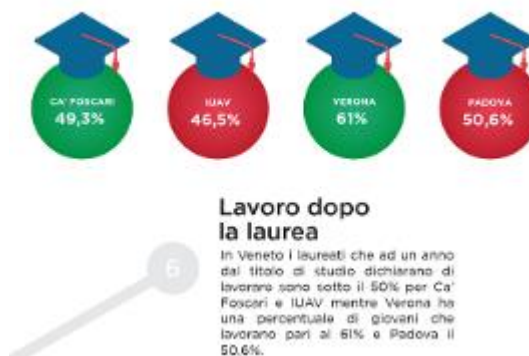 CA' FOSCARI
49,3%
IUAV
46,5%
VERONA
61%
PADOVA
50,6%
6
Lavoro dopo
la laurea
In Veneto i laureati che ad un anno
dal titolo di studio dichiarano di
lavorare sono sotto il 50% per Ca'
Foscari e IUAV mentre Verona ha
una percentuale di giovani che
lavorano pari al 61% e Padova il
50,6%.